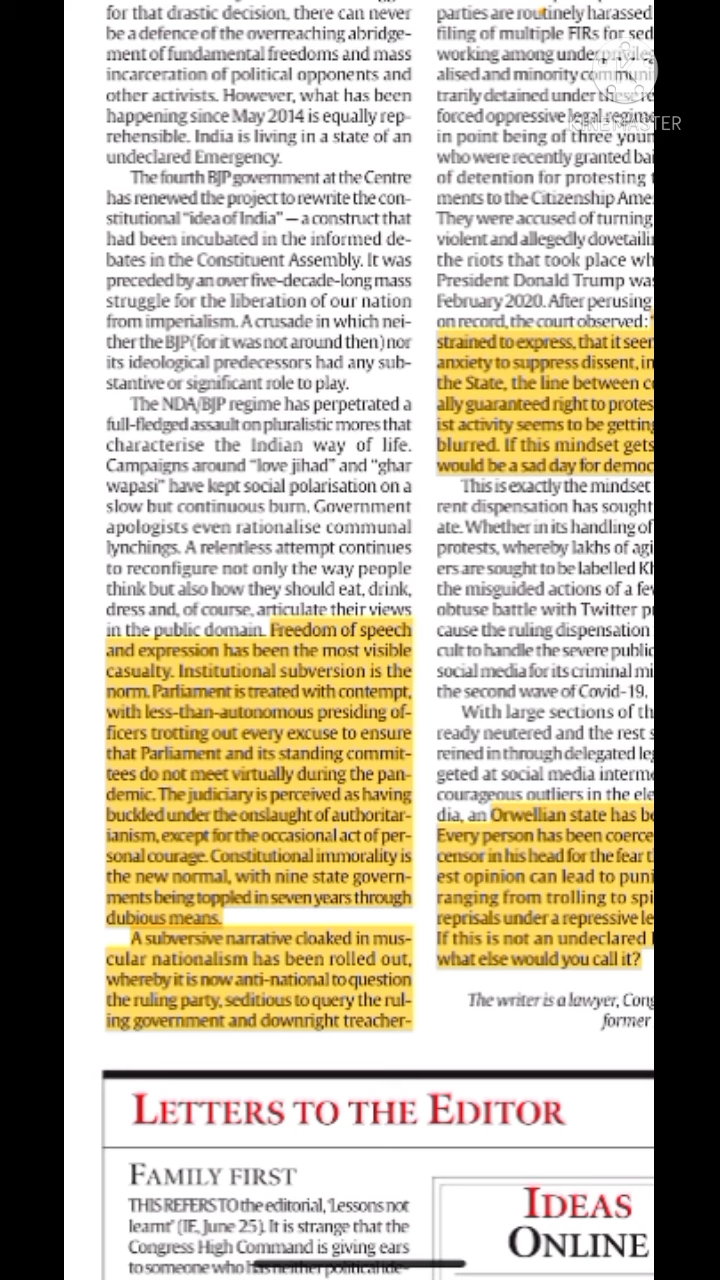 for that drastic decision, there can never
be a defence of the overreaching abridge-
ment of fundamental freedoms and mass
incarceration of political opponents and
other activists. However, what has been
happening since May 2014 is equally rep-
rehensible. India is living in a state of an
undeclared Emergency.
The fourth BJP government at the Centre
has renewed the project to rewrite the con-
stitutional “idea of India” — a construct that
had been incubated in the informed de-
bates in the Constituent Assembly. It was
preceded by an over five-decade-long mass
struggle for the liberation of our nation
from imperialism. A crusade in which nei-
ther the BJP (for it was not around then) nor
its ideological predecessors had any sub-
stantive or significant role to play.
The NDA/BJP regime has perpetrated a
full-fledged assault on pluralistic mores that
characterise the Indian way of life.
Campaigns around “love jihad” and “ghar
wapasi” have kept social polarisation on a
slow but continuous burn. Government
apologists even rationalise communal
lynchings. A relentless attempt continues
to reconfigure not only the way people
think but also how they should eat, drink,
dress and, of course, articulate their views
in the public domain. Freedom of speech
and expression has been the most visible
casualty. Institutional subversion is the
norm. Parliament is treated with contempt,
with less-than-autonomous presiding of-
ficers trotting out every excuse to ensure
that Parliament and its standing commit-
tees do not meet virtually during the pan-
demic. The judiciary is perceived as having
buckled under the onslaught of authoritar-
ianism, except for the occasional act of per-
sonal courage. Constitutional immorality is
the new normal, with nine state govern-
ments being toppled in seven years through
dubious means.
A subversive narrative cloaked in mus-
cular nationalism has been rolled out,
whereby it is now anti-national to question
the ruling party, seditious to query the rul-
ing government and downright treacher-
parties are routinely harassed
filing of multiple FIRs for sed
working among underprivileg
alised and minority communi
trarily detained under these
forced oppressive legal regime
in point being of three youn
who were recently granted bai
of detention for protesting t
ments to the Citizenship Ame
They were accused of turning
violent and allegedly dovetailin
the riots that took place wh
President Donald Trump was
February 2020. After perusing
on record, the court observed: “
strained to express, that it seem
anxiety to suppress dissent, in
the State, the line between co
ally guaranteed right to protes
ist activity seems to be getting
blurred. If this mindset gets
would be a sad day for democ
This is exactly the mindset
rent dispensation has sought
ate. Whether in its handling of
protests, whereby lakhs of agi
ers are sought to be labelled Kh
the misguided actions of a few
obtuse battle with Twitter p
cause the ruling dispensation
cult to handle the severe public
social media for its criminal mi
the second wave of Covid-19.
With large sections of th
ready neutered and the rest s
reined in through delegated leg
geted at social media interme
courageous outliers in the ele
dia, an Orwellian state has be
Every person has been coerce
censor in his head for the fear t
est opinion can lead to puni
ranging from trolling to spi
reprisals under a repressive le
If this is not an undeclared
what else would you call it?
The writer is a lawyer, Cong
former
KINEMASTER
LETTERS TO THE EDITOR
FAMILY FIRST
THIS REFERS TO the editorial, ‘Lessons not
learnt’ (IE, June 25). It is strange that the
Congress High Command is giving ears
to someone who has neither political ide-
IDEAS
ONLINE